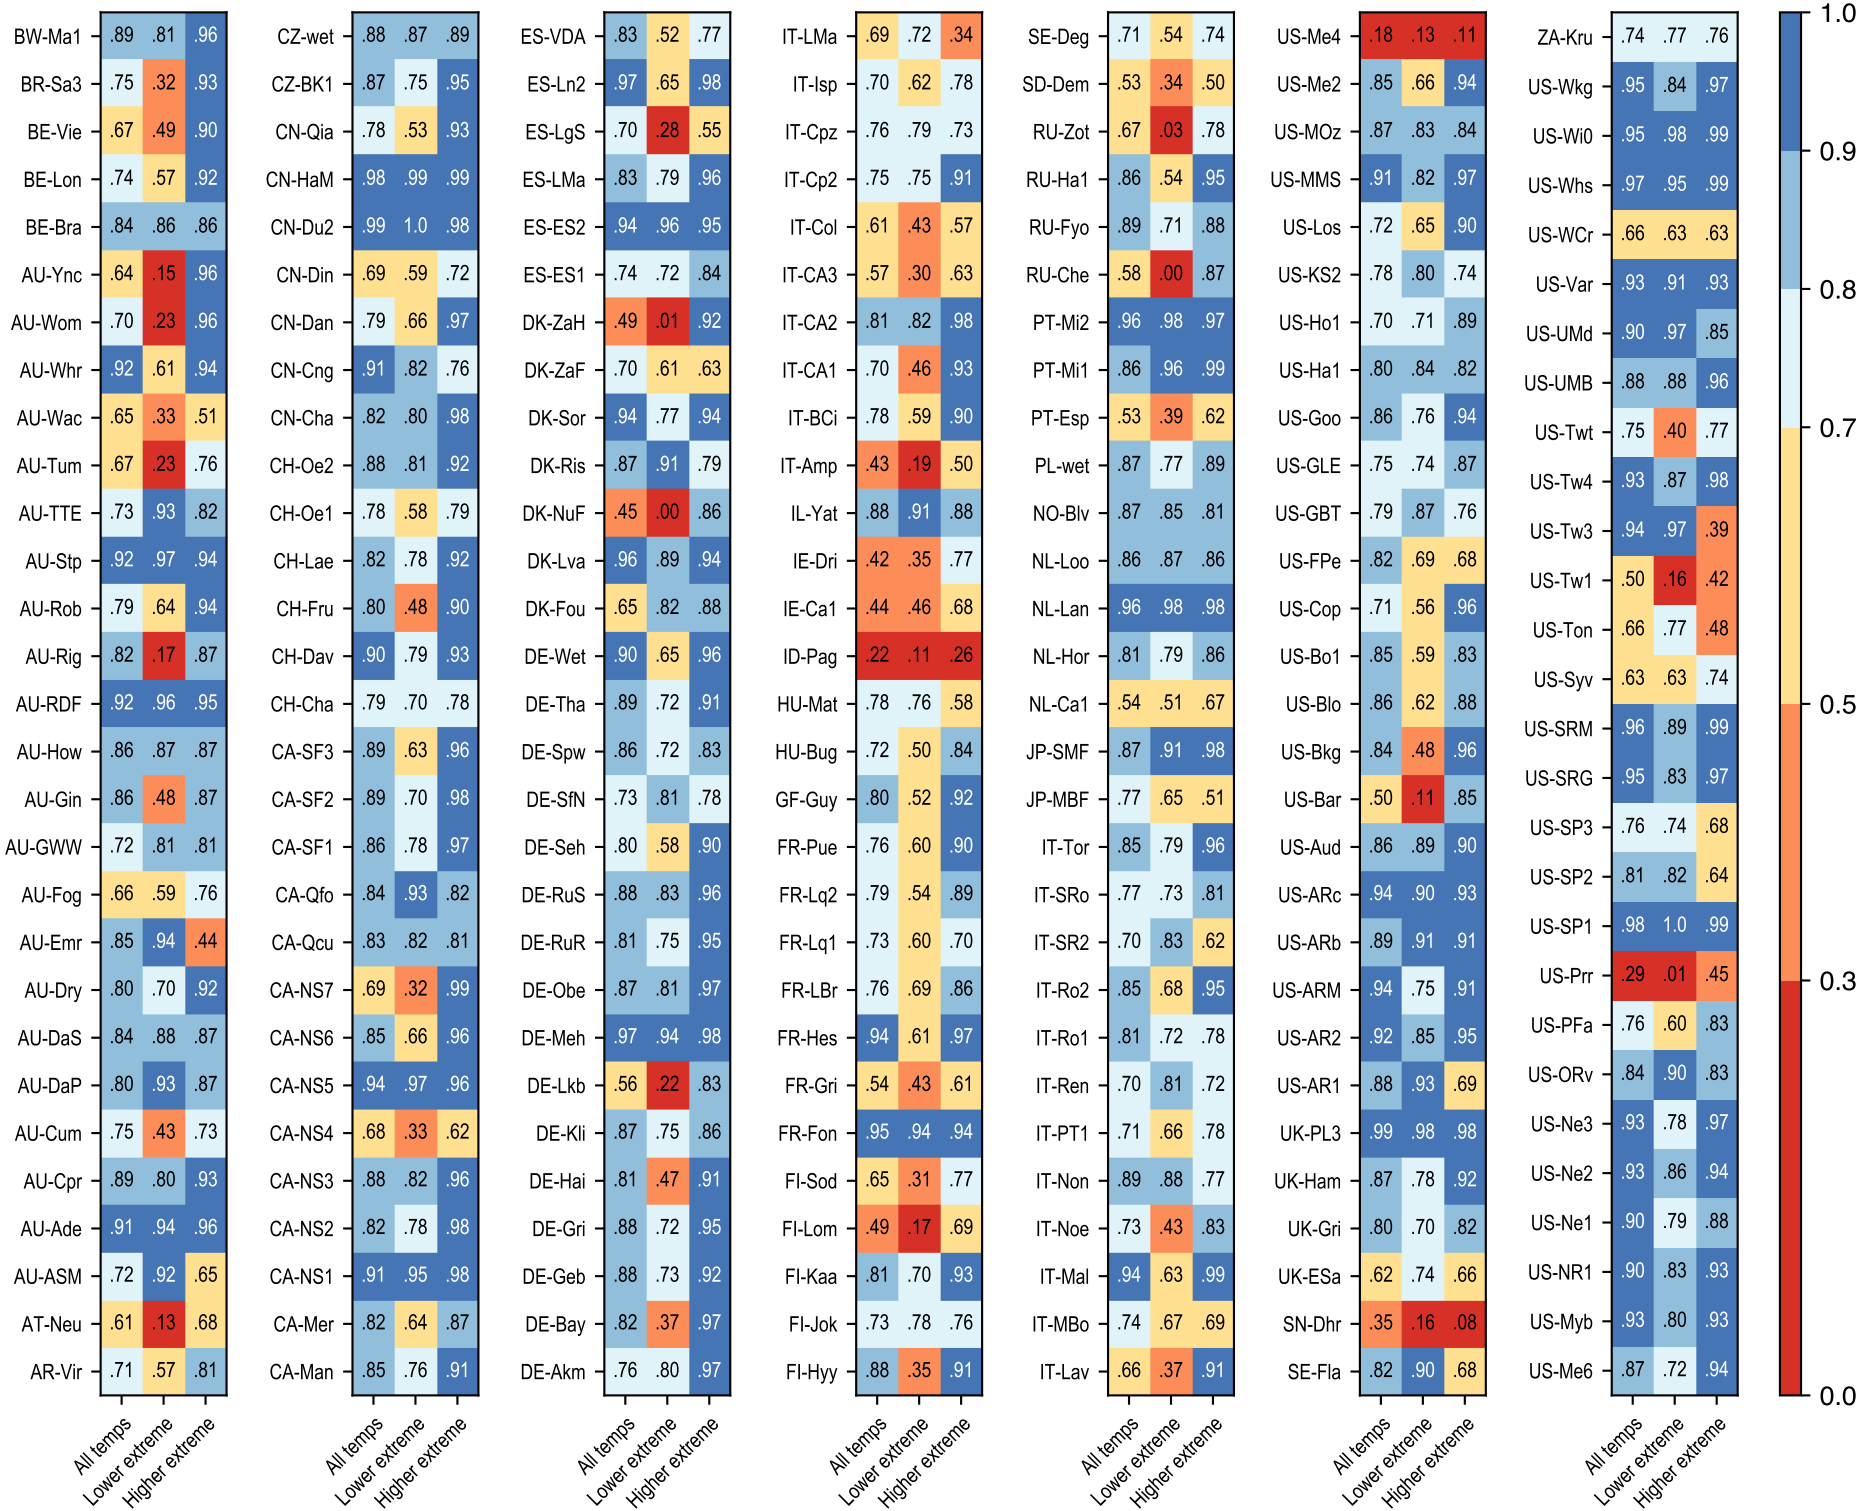 BW-Ma1 .89 .81 .96
BR-Sa3 .75 .32 .93
BE-Vie .67 .49 .90
BE-Lon .74 .57 .92
BE-Bra .84 .86 .86
AU-Ync .64 .15 .96
AU-Wom .70 .23 .96
AU-Whr .92 .61 .94
AU-Wac .65 .33 .51
AU-Tum .67 .23 .76
AU-TTE .73 .93 .82
AU-Stp .92 .97 .94
AU-Rob .79 .64 .94
AU-Rig .82 .17 .87
AU-RDF .92 .96 .95
AU-How .86 .87 .87
AU-Gin .86 .48 .87
AU-GWW .72 .81 .81
AU-Fog .66 .59 .76
AU-Emr .85 .94 .44
AU-Dry .80 .70 .92
AU-DaS .84 .88 .87
AU-DaP .80 .93 .87
AU-Cum .75 .43 .73
AU-Cpr .89 .80 .93
AU-Ade .91 .94 .96
AU-ASM .72 .92 .65
AT-Neu .61 .13 .68
AR-Vir .71 .57 .81
All temps Lower extreme Higher extreme
CZ-wet .88 .87 .89
CZ-BK1 .87 .75 .95
CN-Qia .78 .53 .93
CN-HaM .98 .99 .99
CN-Du2 .99 1.0 .98
CN-Din .69 .59 .72
CN-Dan .79 .66 .97
CN-Cng .91 .82 .76
CN-Cha .82 .80 .98
CH-Oe2 .88 .81 .92
CH-Oe1 .78 .58 .79
CH-Lae .82 .78 .92
CH-Fru .80 .48 .90
CH-Dav .90 .79 .93
CH-Cha .79 .70 .78
CA-SF3 .89 .63 .96
CA-SF2 .89 .70 .98
CA-SF1 .86 .78 .97
CA-Qfo .84 .93 .82
CA-Qcu .83 .82 .81
CA-NS7 .69 .32 .99
CA-NS6 .85 .66 .96
CA-NS5 .94 .97 .96
CA-NS4 .68 .33 .62
CA-NS3 .88 .82 .96
CA-NS2 .82 .78 .98
CA-NS1 .91 .95 .98
CA-Mer .82 .64 .87
CA-Man .85 .76 .91
All temps Lower extreme Higher extreme
ES-VDA .83 .52 .77
ES-Ln2 .97 .65 .98
ES-LgS .70 .28 .55
ES-LMa .83 .79 .96
ES-ES2 .94 .96 .95
ES-ES1 .74 .72 .84
DK-ZaH .49 .01 .92
DK-ZaF .70 .61 .63
DK-Sor .94 .77 .94
DK-Ris .87 .91 .79
DK-NuF .45 .00 .86
DK-Lva .96 .89 .94
DK-Fou .65 .82 .88
DE-Wet .90 .65 .96
DE-Tha .89 .72 .91
DE-Spw .86 .72 .83
DE-SfN .73 .81 .78
DE-Seh .80 .58 .90
DE-RuS .88 .83 .96
DE-RuR .81 .75 .95
DE-Obe .87 .81 .97
DE-Meh .97 .94 .98
DE-Lkb .56 .22 .83
DE-Kli .87 .75 .86
DE-Hai .81 .47 .91
DE-Gri .88 .72 .95
DE-Geb .88 .73 .92
DE-Bay .82 .37 .97
DE-Akm .76 .80 .97
All temps Lower extreme Higher extreme
IT-LMa .69 .72 .34
IT-Isp .70 .62 .78
IT-Cpz .76 .79 .73
IT-Cp2 .75 .75 .91
IT-Col .61 .43 .57
IT-CA3 .57 .30 .63
IT-CA2 .81 .82 .98
IT-CA1 .70 .46 .93
IT-BCi .78 .59 .90
IT-Amp .43 .19 .50
IL-Yat .88 .91 .88
IE-Dri .42 .35 .77
IE-Ca1 .44 .46 .68
ID-Pag .22 .11 .26
HU-Mat .78 .76 .58
HU-Bug .72 .50 .84
GF-Guy .80 .52 .92
FR-Pue .76 .60 .90
FR-Lq2 .79 .54 .89
FR-Lq1 .73 .60 .70
FR-LBr .76 .69 .86
FR-Hes .94 .61 .97
FR-Gri .54 .43 .61
FR-Fon .95 .94 .94
FI-Sod .65 .31 .77
FI-Lom .49 .17 .69
FI-Kaa .81 .70 .93
FI-Jok .73 .78 .76
FI-Hyy .88 .35 .91
All temps Lower extreme Higher extreme
SE-Deg .71 .54 .74
SD-Dem .53 .34 .50
RU-Zot .67 .03 .78
RU-Ha1 .86 .54 .95
RU-Fyo .89 .71 .88
RU-Che .58 .00 .87
PT-Mi2 .96 .98 .97
PT-Mi1 .86 .96 .99
PT-Esp .53 .39 .62
PL-wet .87 .77 .89
NO-Blv .87 .85 .81
NL-Loo .86 .87 .86
NL-Lan .96 .98 .98
NL-Hor .81 .79 .86
NL-Ca1 .54 .51 .67
JP-SMF .87 .91 .98
JP-MBF .77 .65 .51
IT-Tor .85 .79 .96
IT-SRo .77 .73 .81
IT-SR2 .70 .83 .62
IT-Ro2 .85 .68 .95
IT-Ro1 .81 .72 .78
IT-Ren .70 .81 .72
IT-PT1 .71 .66 .78
IT-Non .89 .88 .77
IT-Noe .73 .43 .83
IT-Mal .94 .63 .99
IT-MBo .74 .67 .69
IT-Lav .66 .37 .91
All temps Lower extreme Higher extreme
US-Me4 .18 .13 .11
US-Me2 .85 .66 .94
US-MOz .87 .83 .84
US-MMS .91 .82 .97
US-Los .72 .65 .90
US-KS2 .78 .80 .74
US-Ho1 .70 .71 .89
US-Ha1 .80 .84 .82
US-Goo .86 .76 .94
US-GLE .75 .74 .87
US-GBT .79 .87 .76
US-FPe .82 .69 .68
US-Cop .71 .56 .96
US-Bo1 .85 .59 .83
US-Blo .86 .62 .88
US-Bkg .84 .48 .96
US-Bar .50 .11 .85
US-Aud .86 .89 .90
US-ARc .94 .90 .93
US-ARb .89 .91 .91
US-ARM .94 .75 .91
US-AR2 .92 .85 .95
US-AR1 .88 .93 .69
UK-PL3 .99 .98 .98
UK-Ham .87 .78 .92
UK-Gri .80 .70 .82
UK-ESa .62 .74 .66
SN-Dhr .35 .16 .08
SE-Fla .82 .90 .68
All temps Lower extreme Higher extreme
ZA-Kru .74 .77 .76
US-Wkg .95 .84 .97
US-Wi0 .95 .98 .99
US-Whs .97 .95 .99
US-WCr .66 .63 .63
US-Var .93 .91 .93
US-UMd .90 .97 .85
US-UMB .88 .88 .96
US-Twt .75 .40 .77
US-Tw4 .93 .87 .98
US-Tw3 .94 .97 .39
US-Tw1 .50 .16 .42
US-Ton .66 .77 .48
US-Syv .63 .63 .74
US-SRM .96 .89 .99
US-SRG .95 .83 .97
US-SP3 .76 .74 .68
US-SP2 .81 .82 .64
US-SP1 .98 1.0 .99
US-Prr .29 .01 .45
US-PFa .76 .60 .83
US-ORv .84 .90 .83
US-Ne3 .93 .78 .97
US-Ne2 .93 .86 .94
US-Ne1 .90 .79 .88
US-NR1 .90 .83 .93
US-Myb .93 .80 .93
US-Me6 .87 .72 .94
All temps Lower extreme Higher extreme
1.0
0.9
0.8
0.7
0.5
0.3
0.0